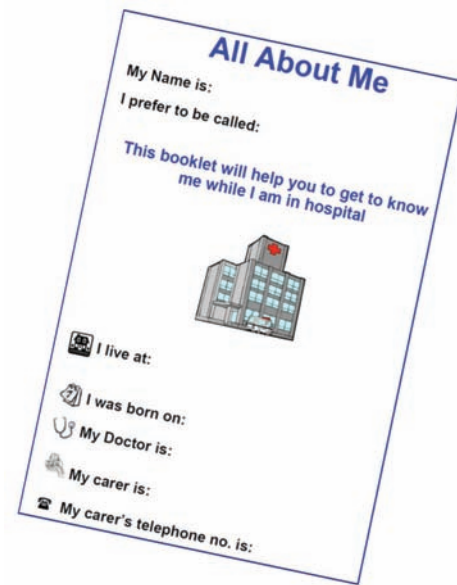 All About Me
My Name is:
I prefer to be called:
This booklet will help you to get to know
me while I am in hospital
I live at:
I was born on:
My Doctor is:
My carer is:
My carer's telephone no. is: